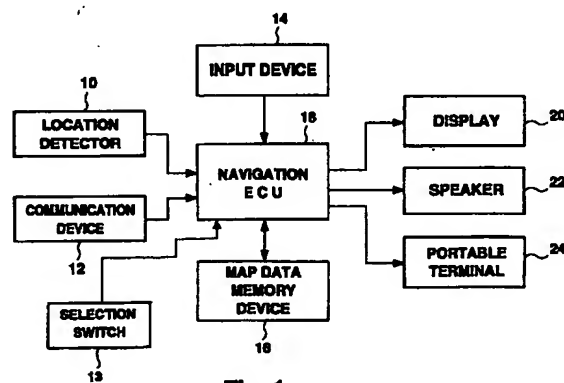 14
INPUT DEVICE
10
LOCATION
DETECTOR
18
NAVIGATION
E C U
DISPLAY
20
SPEAKER
22
COMMUNICATION
DEVICE
12
PORTABLE
TERMINAL
24
MAP DATA
MEMORY
DEVICE
16
SELECTION
SWITCH
13